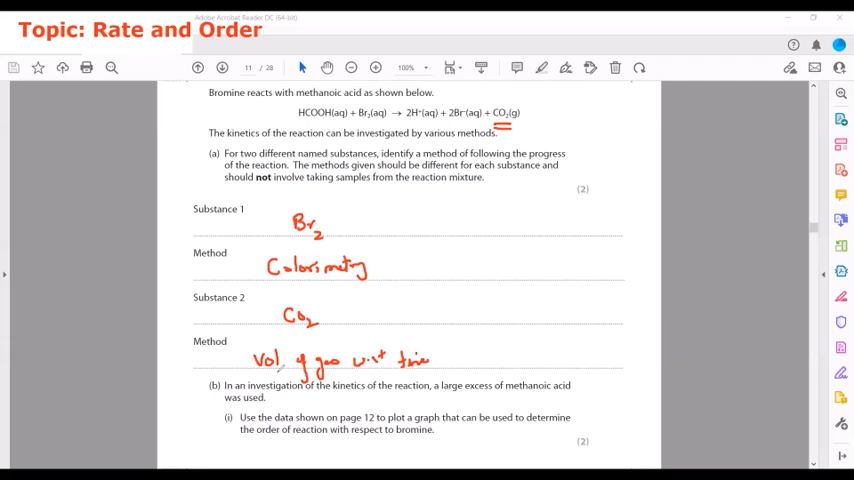 Adobe Acrobat Reader DC (64-bit)
Topic: Rate and Order
11 / 28
100%
Bromine reacts with methanoic acid as shown below.
HCOOH(aq) + Br₂(aq) → 2H⁺(aq) + 2Br⁻(aq) + CO₂(g)
The kinetics of the reaction can be investigated by various methods.
(a) For two different named substances, identify a method of following the progress
of the reaction. The methods given should be different for each substance and
should not involve taking samples from the reaction mixture.
(2)
Substance 1
Br₂
Method
Colorimetry
Substance 2
CO₂
Method
Vol of gas w.r.t time
(b) In an investigation of the kinetics of the reaction, a large excess of methanoic acid
was used.
(i) Use the data shown on page 12 to plot a graph that can be used to determine
the order of reaction with respect to bromine.
(2)